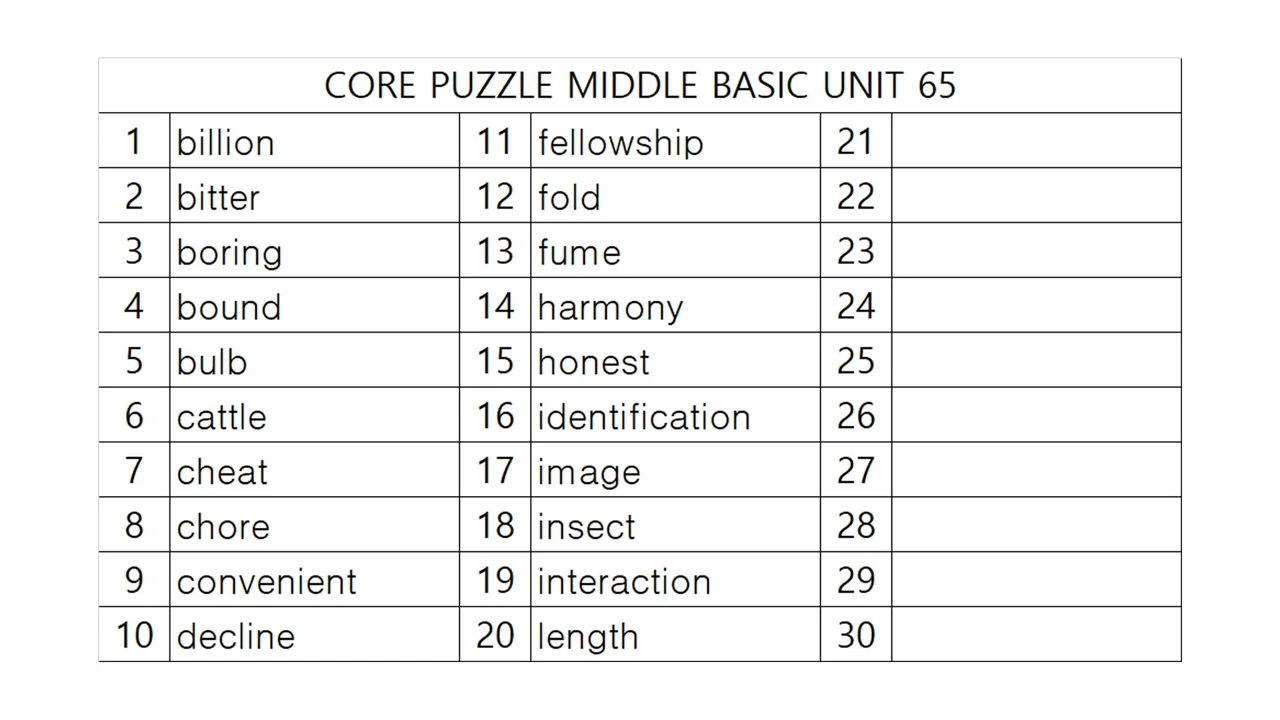 CORE PUZZLE MIDDLE BASIC UNIT 65
1 billion 11 fellowship 21
2 bitter 12 fold 22
3 boring 13 fume 23
4 bound 14 harmony 24
5 bulb 15 honest 25
6 cattle 16 identification 26
7 cheat 17 image 27
8 chore 18 insect 28
9 convenient 19 interaction 29
10 decline 20 length 30